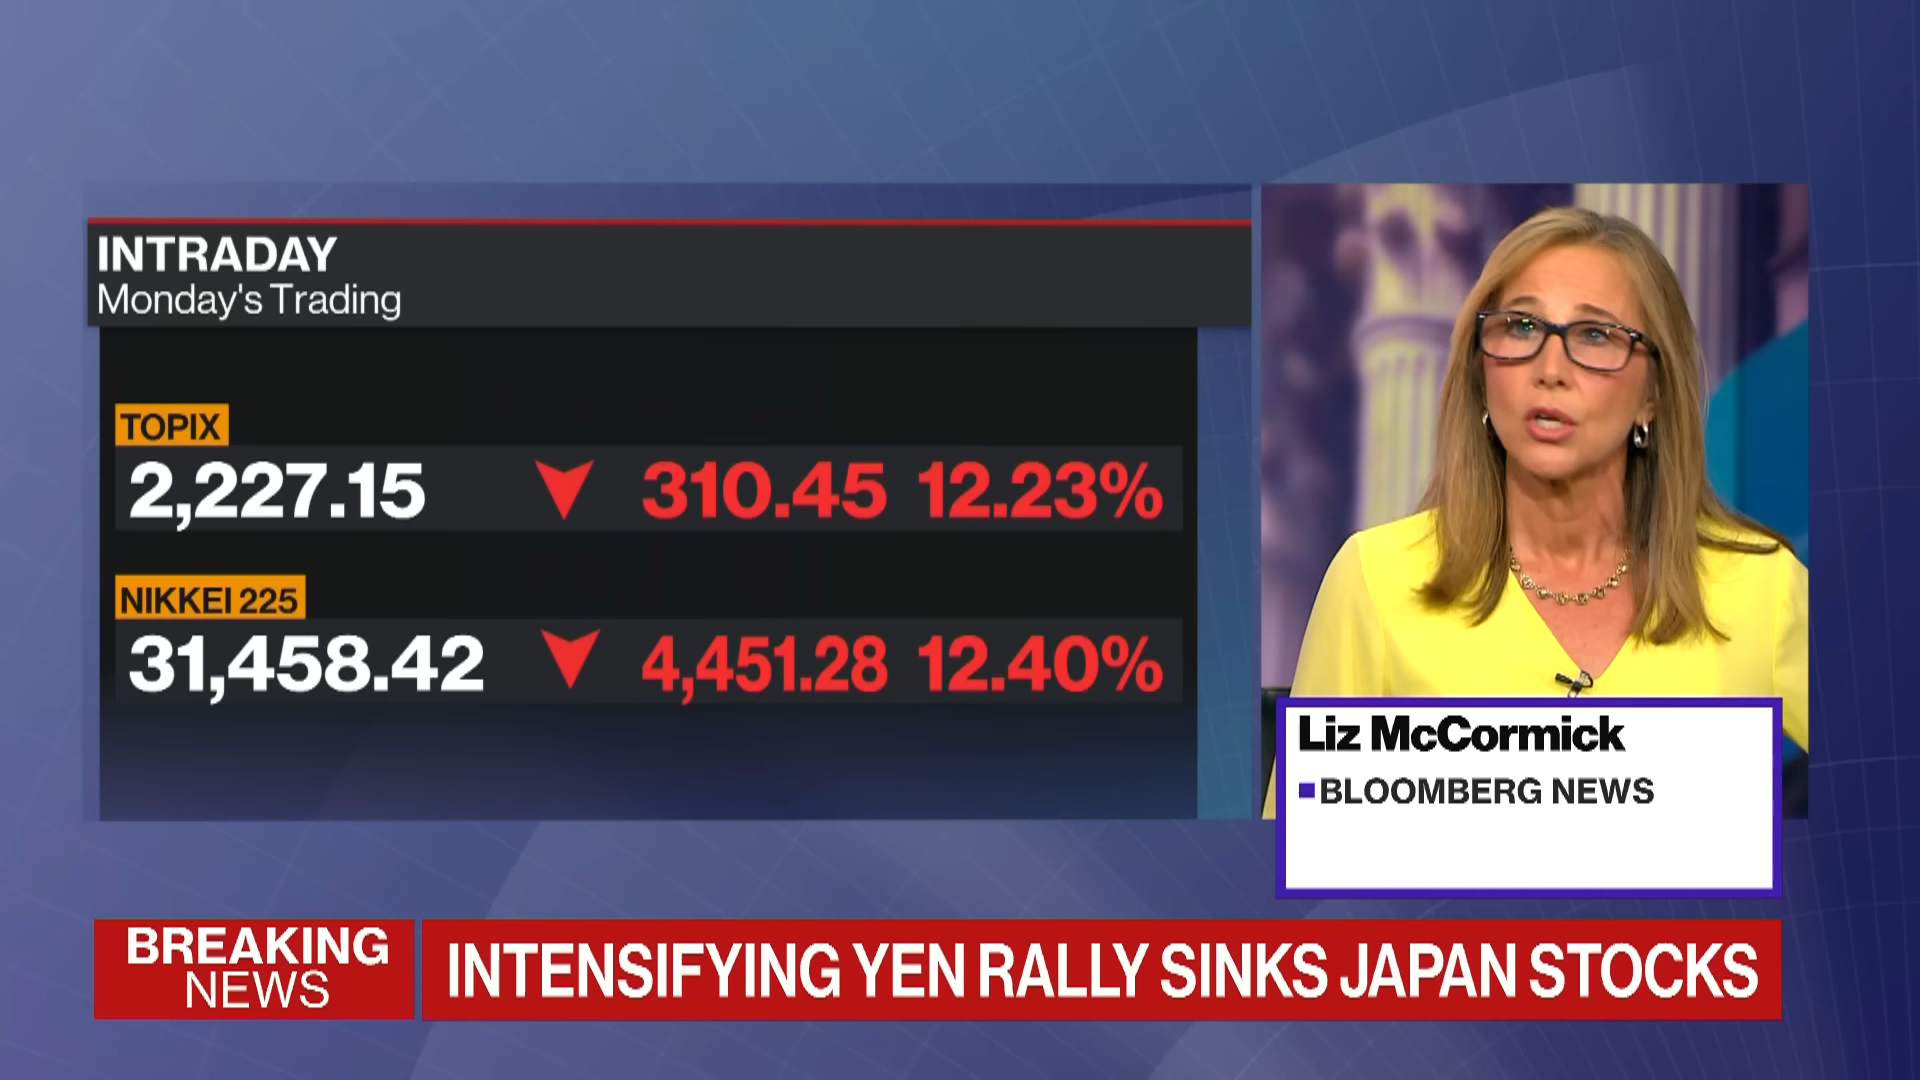 INTRADAY
Monday's Trading
TOPIX
2,227.15 310.45 12.23%
NIKKEI 225
31,458.42 4,451.28 12.40%
Liz McCormick
BLOOMBERG NEWS
BREAKING
NEWS
INTENSIFYING YEN RALLY SINKS JAPAN STOCKS